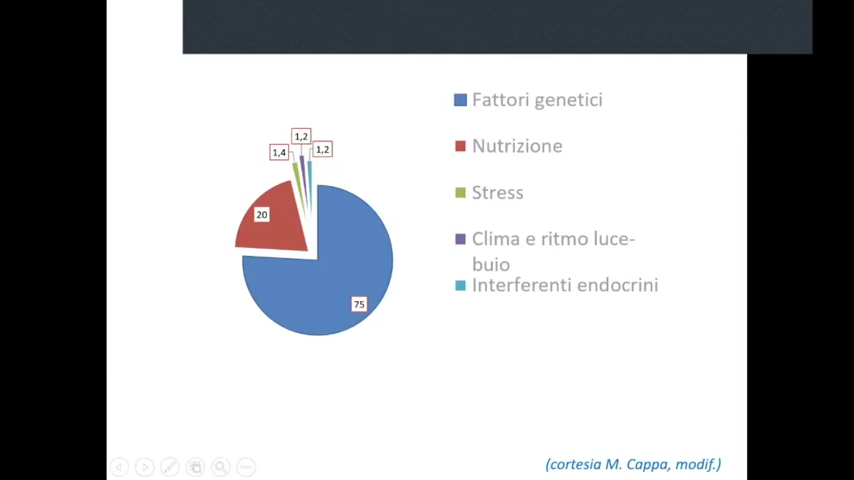 Fattori genetici
Nutrizione
Stress
Clima e ritmo luce-
buio
Interferenti endocrini
1,2
1,4
1,2
20
75
(cortesia M. Cappa, modif.)